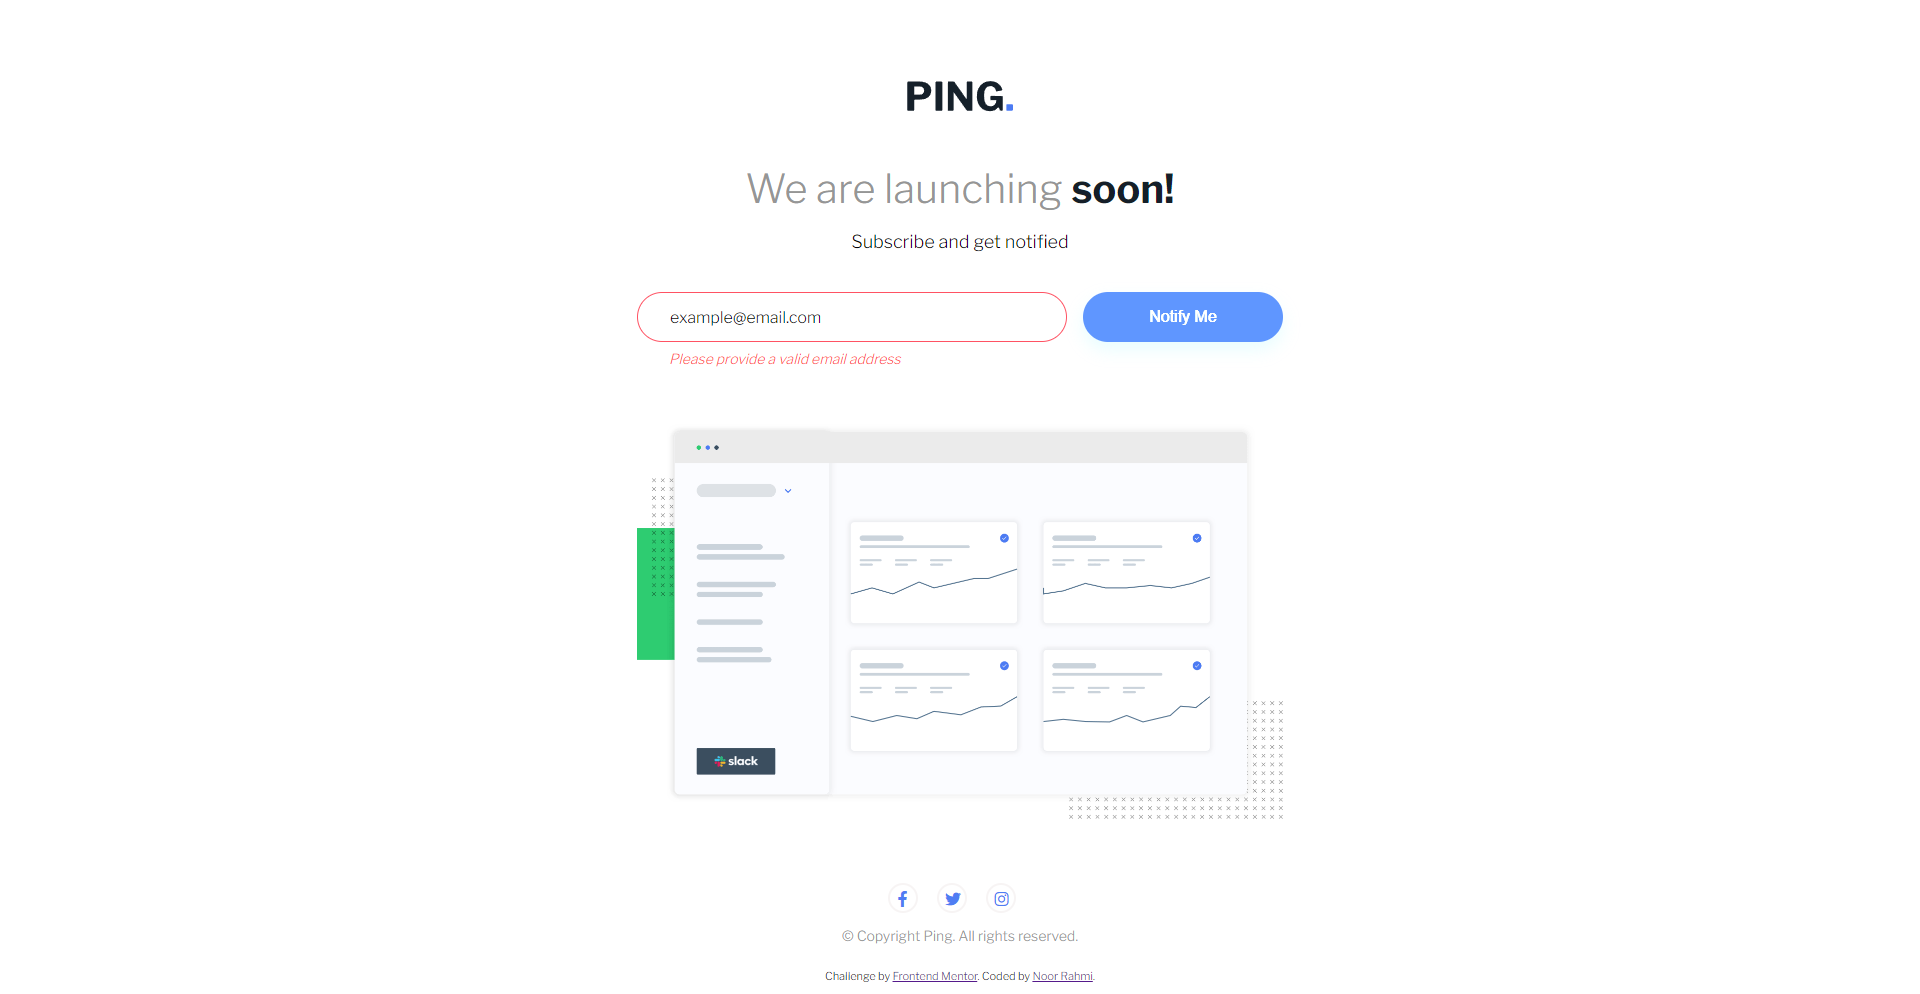 PING.
We are launching soon!
Subscribe and get notified
example@email.com
Notify Me
Please provide a valid email address
slack
© Copyright Ping. All rights reserved.
Challenge by Frontend Mentor. Coded by Noor Rahmi.